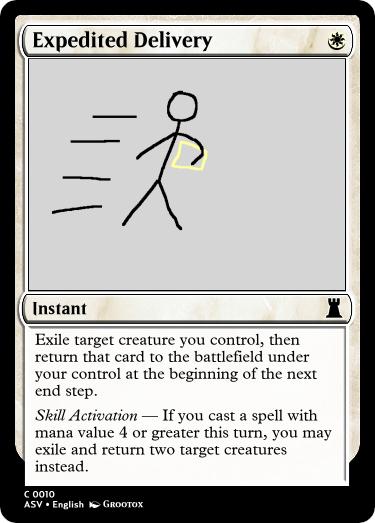 Expedited Delivery
Instant
Exile target creature you control, then
return that card to the battlefield under
your control at the beginning of the next
end step.
Skill Activation — If you cast a spell with
mana value 4 or greater this turn, you may
exile and return two target creatures
instead.
C 0010
ASV • English Grootox